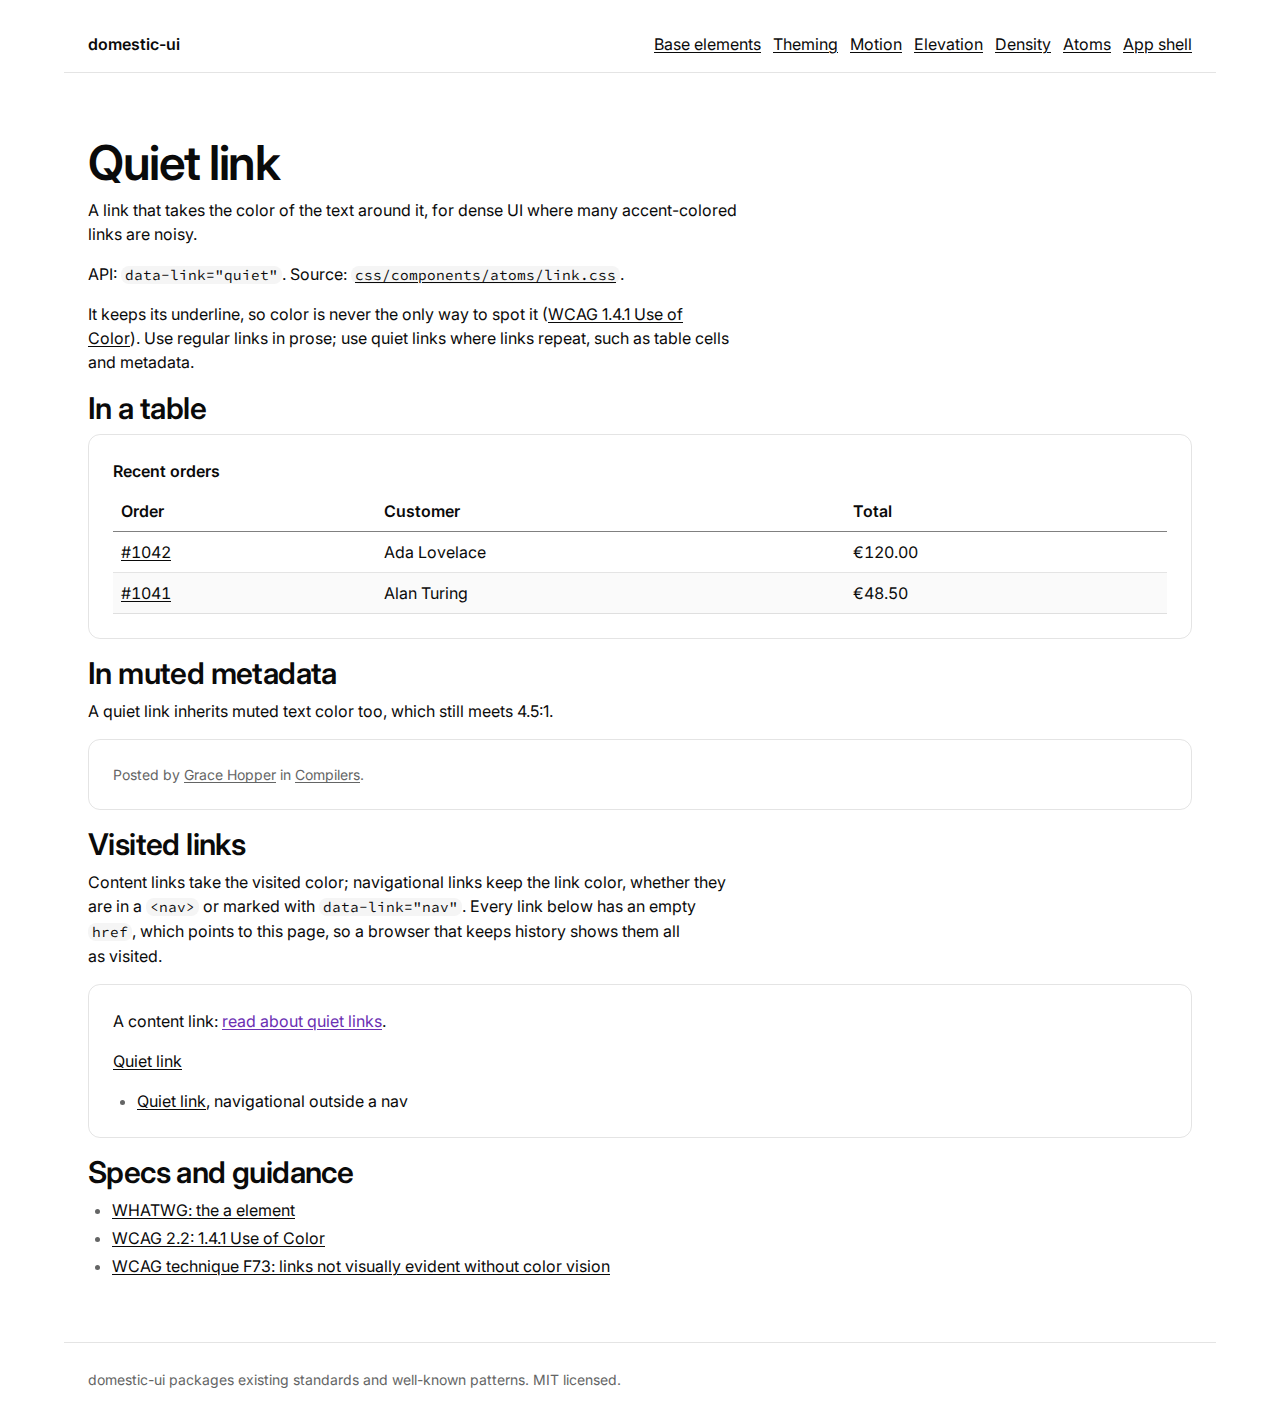 domestic-ui
Base elements Theming Motion Elevation Density Atoms App shell
Quiet link
A link that takes the color of the text around it, for dense UI where many accent-colored
links are noisy.
API: data-link="quiet". Source: css/components/atoms/link.css.
It keeps its underline, so color is never the only way to spot it (WCAG 1.4.1 Use of
Color). Use regular links in prose; use quiet links where links repeat, such as table cells
and metadata.
In a table
Recent orders
Order Customer Total
#1042 Ada Lovelace €120.00
#1041 Alan Turing €48.50
In muted metadata
A quiet link inherits muted text color too, which still meets 4.5:1.
Posted by Grace Hopper in Compilers.
Visited links
Content links take the visited color; navigational links keep the link color, whether they
are in a <nav> or marked with data-link="nav". Every link below has an empty
href, which points to this page, so a browser that keeps history shows them all
as visited.
A content link: read about quiet links.
Quiet link
• Quiet link, navigational outside a nav
Specs and guidance
• WHATWG: the a element
• WCAG 2.2: 1.4.1 Use of Color
• WCAG technique F73: links not visually evident without color vision
domestic-ui packages existing standards and well-known patterns. MIT licensed.